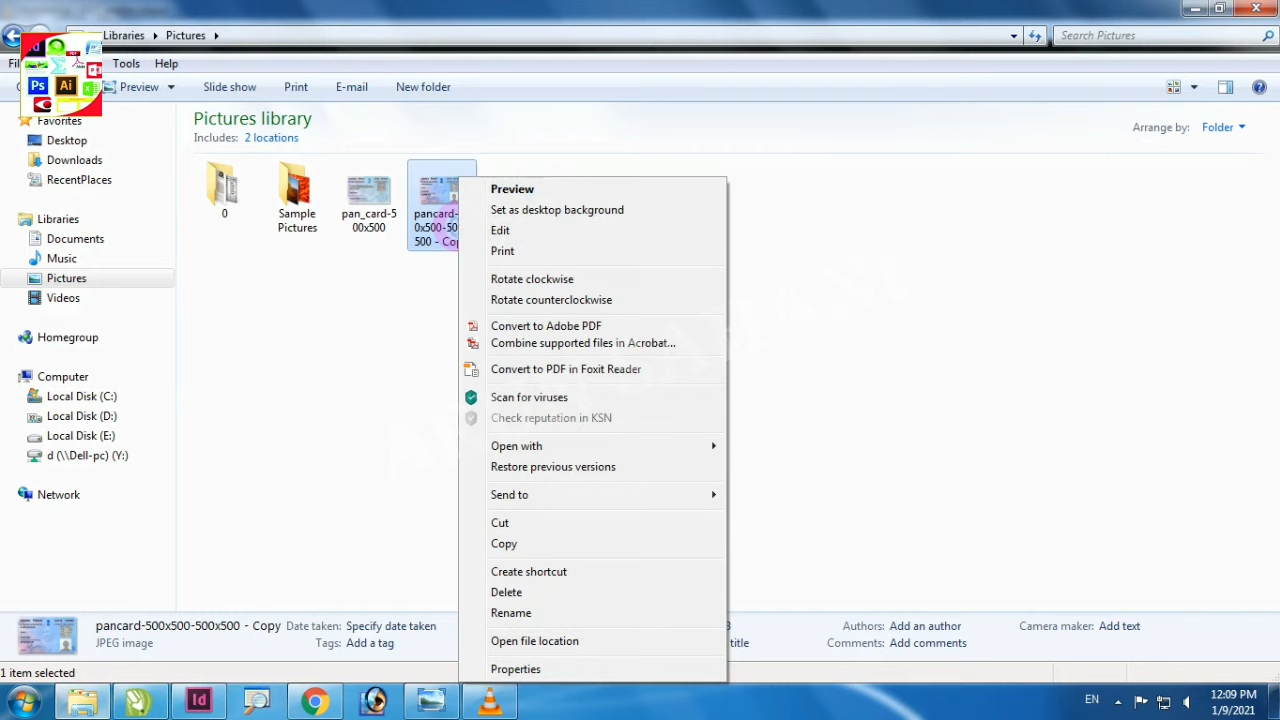 Libraries
Pictures
Search Pictures
Tools
Help
Preview
Slide show
Print
E-mail
New folder
Id
Ps
Ai
Favorites
Desktop
Downloads
RecentPlaces
Libraries
Documents
Music
Pictures
Videos
Homegroup
Computer
Local Disk (C:)
Local Disk (D:)
Local Disk (E:)
d (\\Dell-pc) (Y:)
Network
Pictures library
Includes: 2 locations
Arrange by: Folder
0
Sample
Pictures
pan_card-5
00x500
pancard-
0x500-50
500 - Cop
Preview
Set as desktop background
Edit
Print
Rotate clockwise
Rotate counterclockwise
Convert to Adobe PDF
Combine supported files in Acrobat...
Convert to PDF in Foxit Reader
Scan for viruses
Check reputation in KSN
Open with
Restore previous versions
Send to
Cut
Copy
Create shortcut
Delete
Rename
Open file location
Properties
pancard-500x500-500x500 - Copy
JPEG image
Date taken: Specify date taken
Tags: Add a tag
title
Authors: Add an author
Comments: Add comments
Camera maker: Add text
1 item selected
Id
EN
12:09 PM
1/9/2021